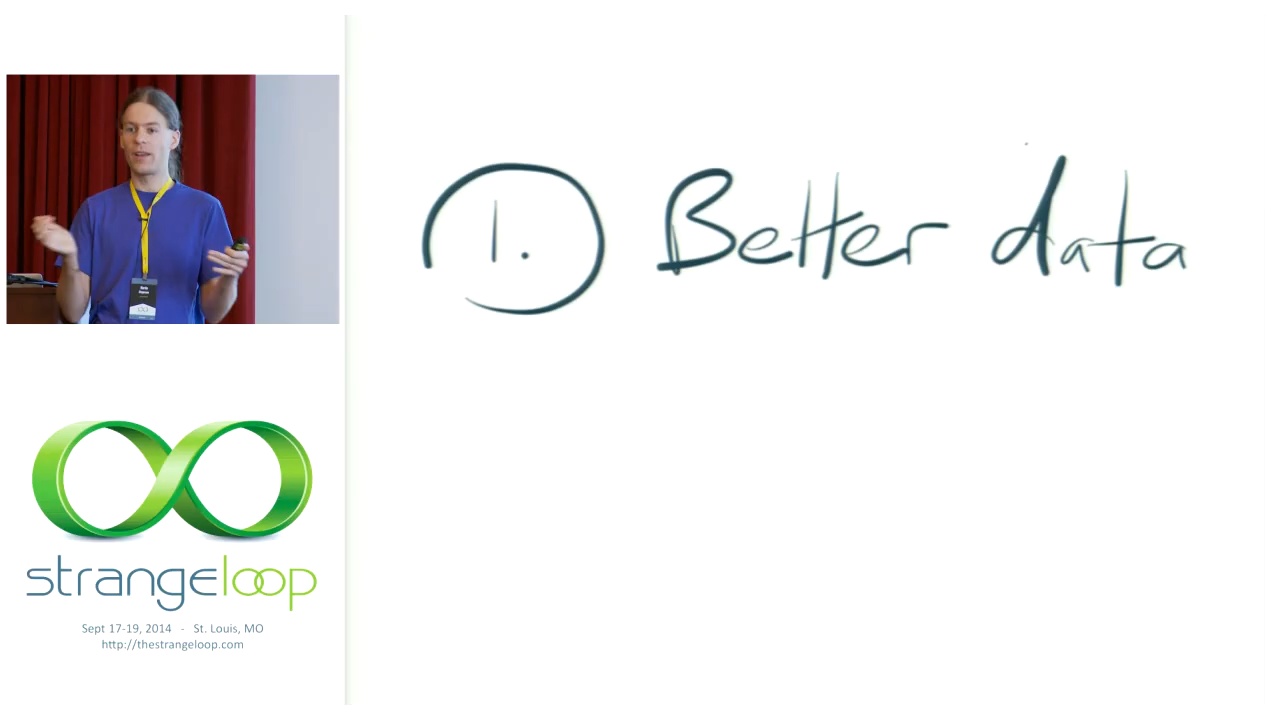 1. Better data
strangeloop
Sept 17-19, 2014 - St. Louis, MO
http://thestrangeloop.com